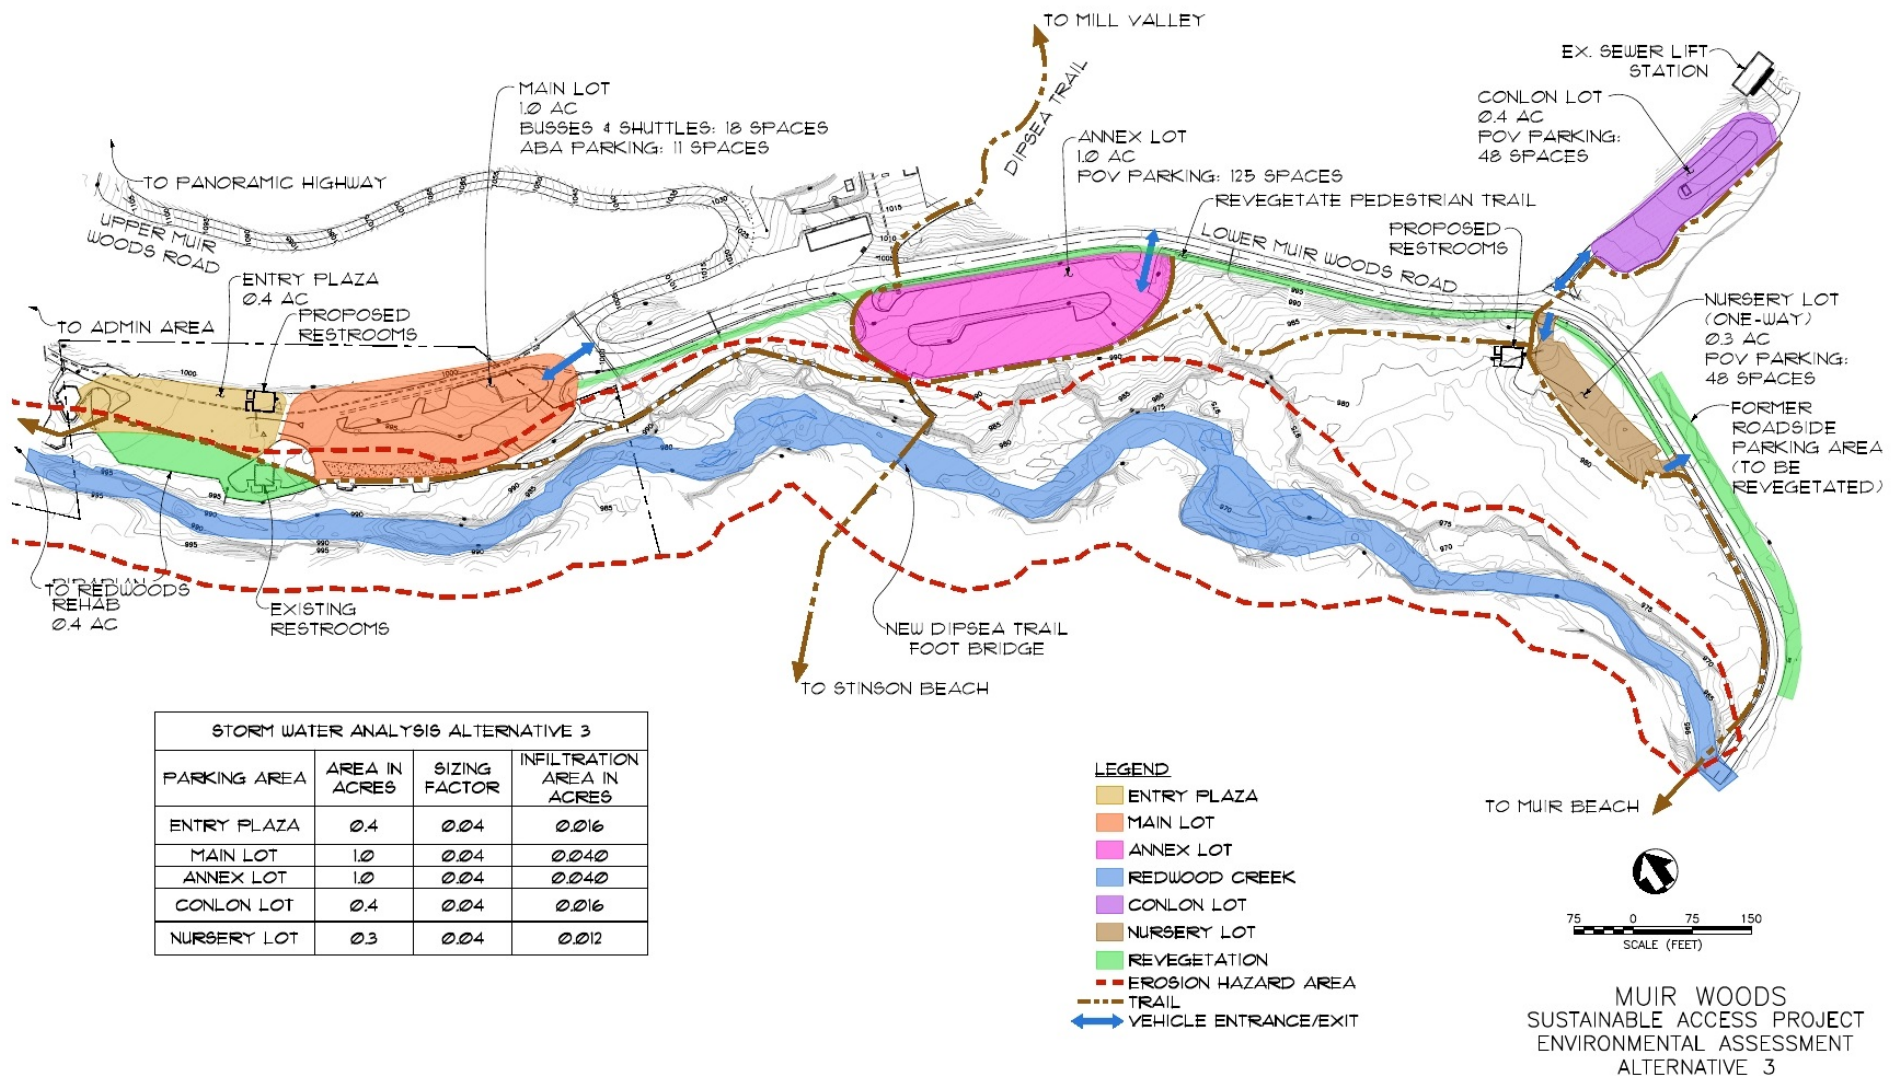 TO MILL VALLEY
DIPSEA TRAIL
EX. SEWER LIFT
STATION
MAIN LOT
1.0 AC
BUSSES & SHUTTLES: 18 SPACES
ABA PARKING: 11 SPACES
CONLON LOT
0.4 AC
POV PARKING:
48 SPACES
ANNEX LOT
1.0 AC
POV PARKING: 125 SPACES
TO PANORAMIC HIGHWAY
UPPER MUIR
WOODS ROAD
REVEGETATE PEDESTRIAN TRAIL
LOWER MUIR WOODS ROAD
PROPOSED
RESTROOMS
ENTRY PLAZA
0.4 AC
PROPOSED
RESTROOMS
TO ADMIN AREA
NURSERY LOT
(ONE-WAY)
0.3 AC
POV PARKING:
48 SPACES
FORMER
ROADSIDE
PARKING AREA
(TO BE
REVEGETATED)
TO REDWOODS
REHAB
0.4 AC
EXISTING
RESTROOMS
NEW DIPSEA TRAIL
FOOT BRIDGE
TO STINSON BEACH
TO MUIR BEACH
STORM WATER ANALYSIS ALTERNATIVE 3
PARKING AREA AREA IN ACRES SIZING FACTOR INFILTRATION AREA IN ACRES
ENTRY PLAZA 0.4 0.04 0.016
MAIN LOT 1.0 0.04 0.040
ANNEX LOT 1.0 0.04 0.040
CONLON LOT 0.4 0.04 0.016
NURSERY LOT 0.3 0.04 0.012
LEGEND
ENTRY PLAZA
MAIN LOT
ANNEX LOT
REDWOOD CREEK
CONLON LOT
NURSERY LOT
REVEGETATION
EROSION HAZARD AREA
TRAIL
VEHICLE ENTRANCE/EXIT
75 0 75 150
SCALE (FEET)
MUIR WOODS
SUSTAINABLE ACCESS PROJECT
ENVIRONMENTAL ASSESSMENT
ALTERNATIVE 3